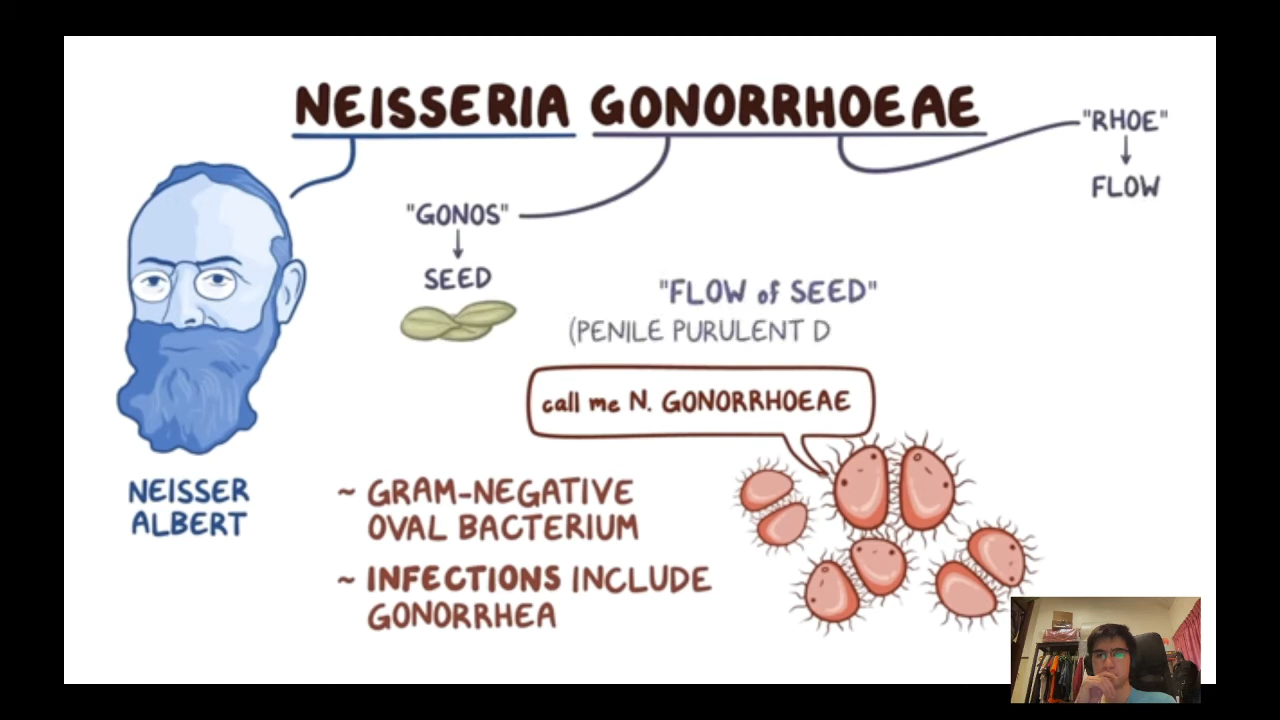 NEISSERIA GONORRHOEAE
"RHOE"
FLOW
"GONOS"
SEED
"FLOW of SEED"
(PENILE PURULENT D
call me N. GONORRHOEAE
NEISSER
ALBERT
~ GRAM-NEGATIVE
OVAL BACTERIUM
~ INFECTIONS INCLUDE
GONORRHEA